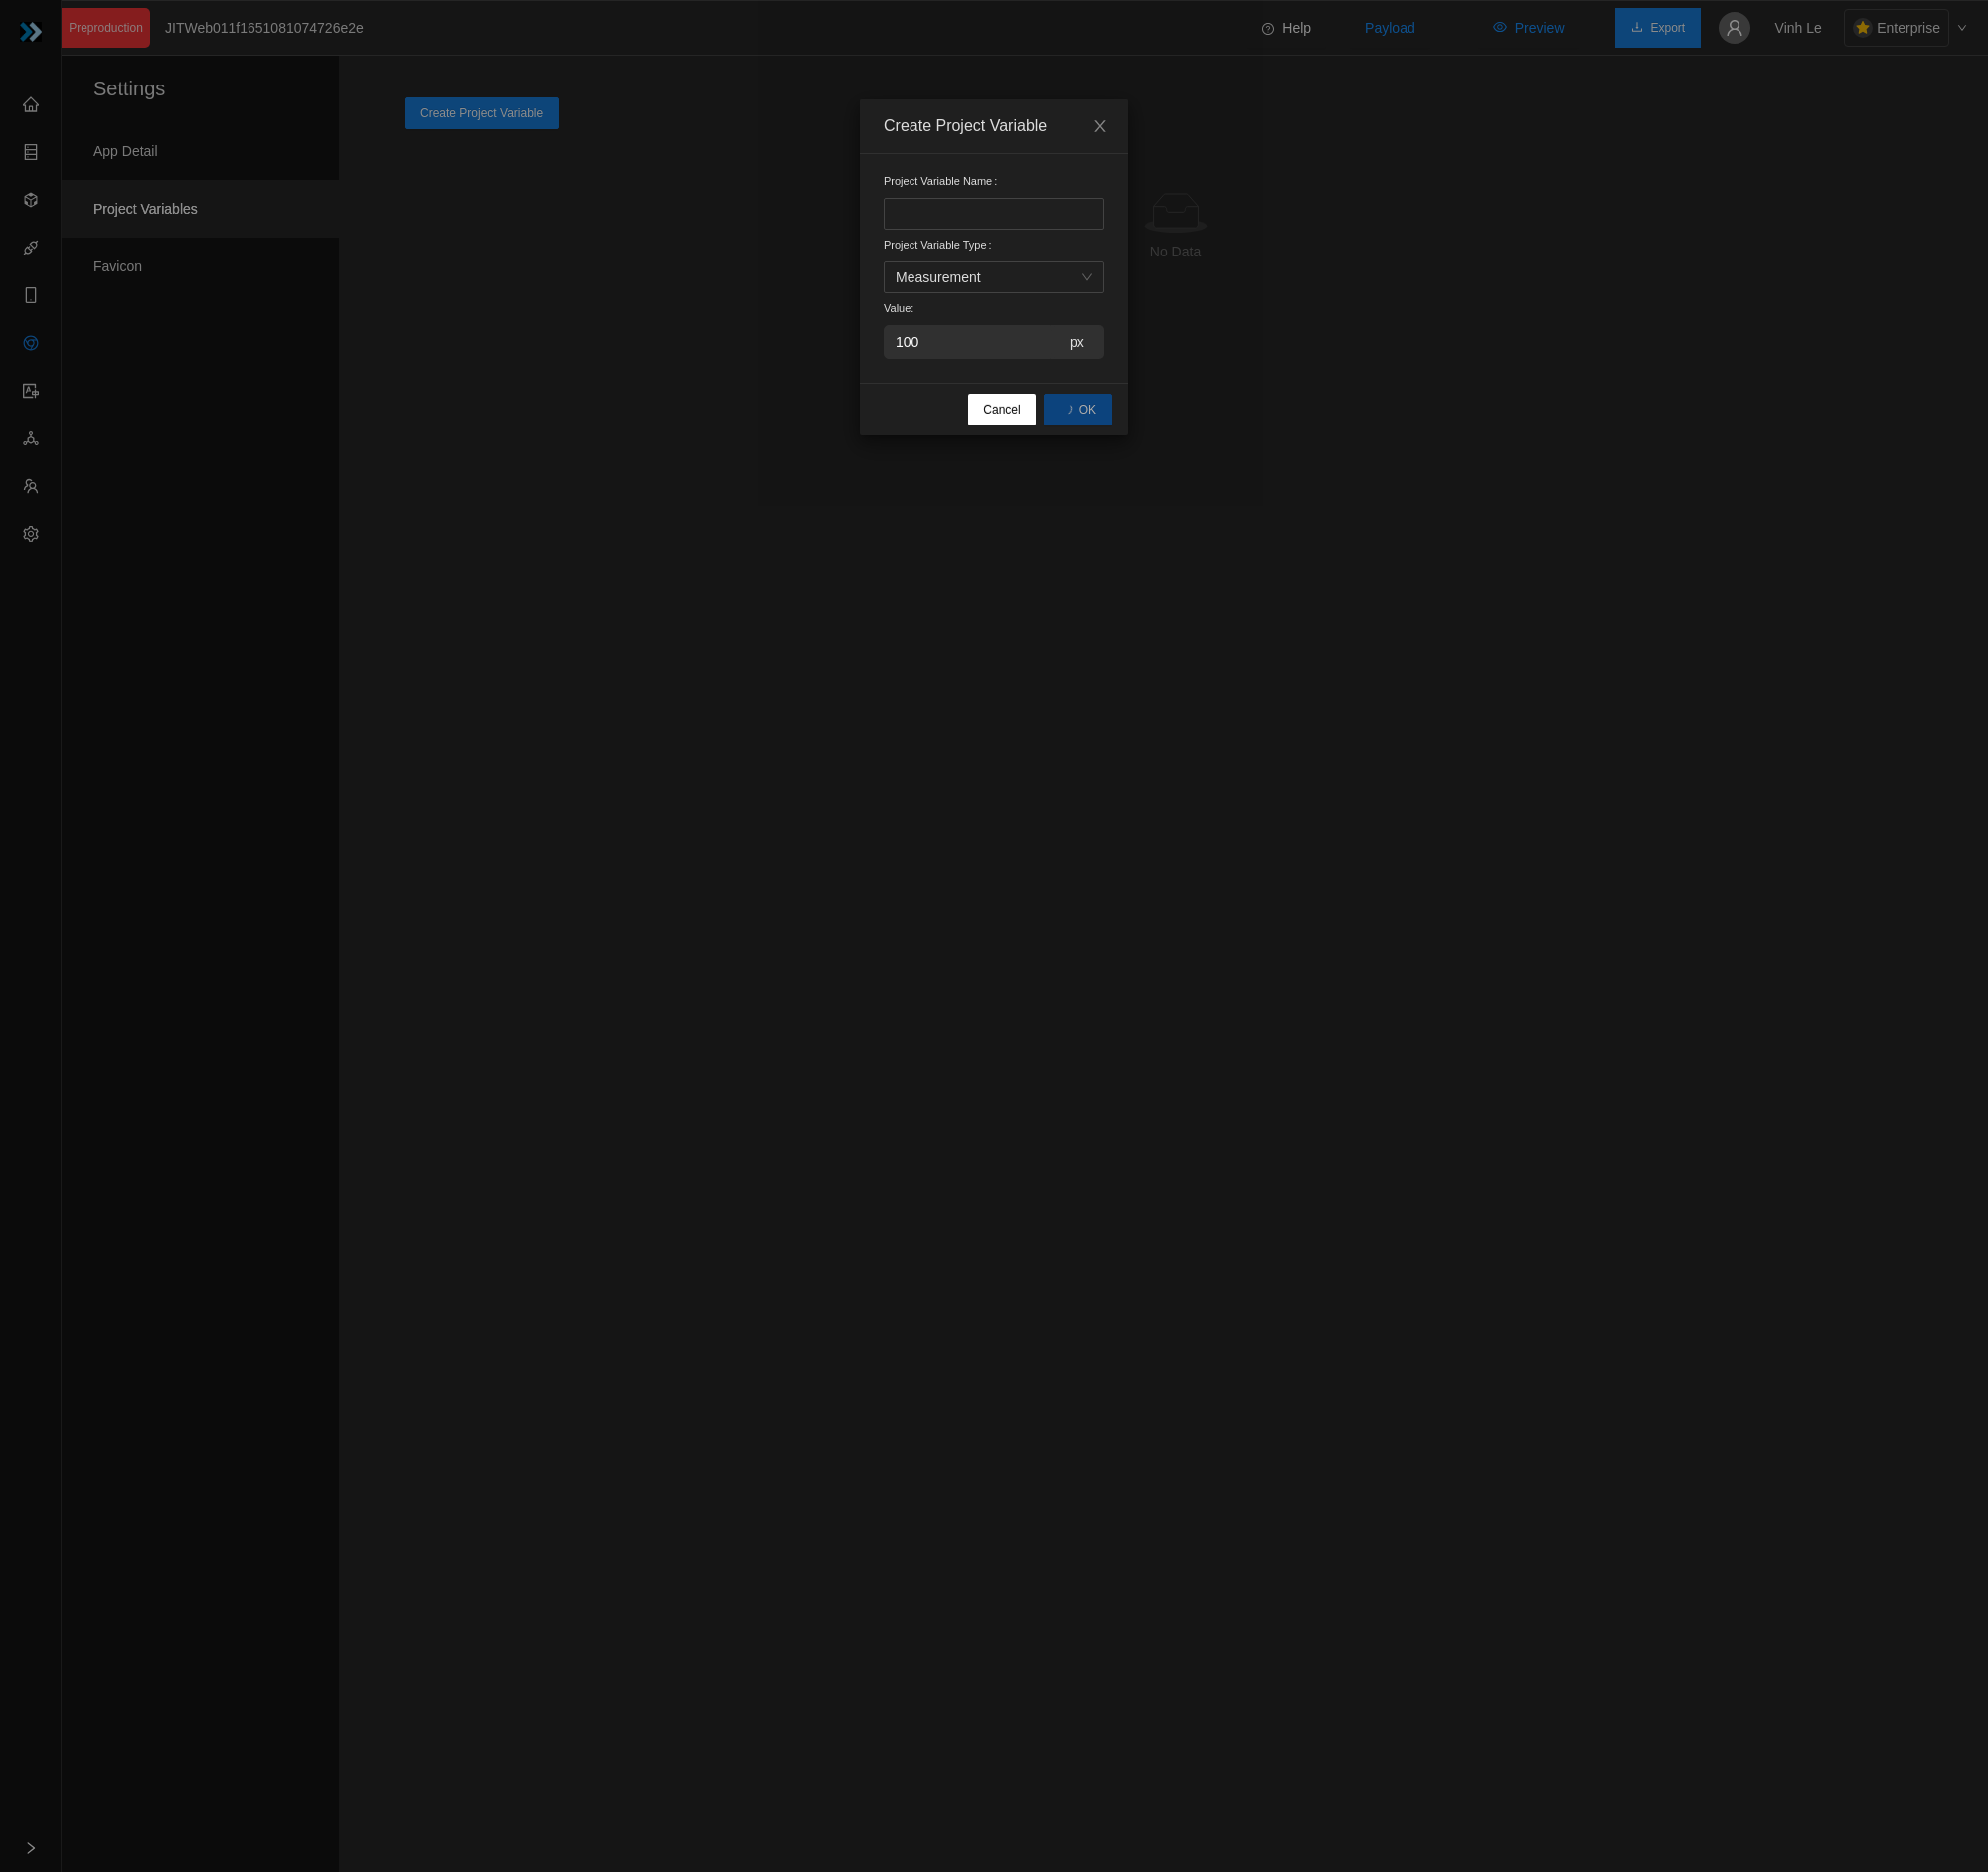 Preproduction
JITWeb011f1651081074726e2e
Help
Payload
Preview
Export
Vinh Le
Enterprise
Settings
App Detail
Project Variables
Favicon
Create Project Variable
No Data
Create Project Variable
Project Variable Name :
Project Variable Type :
Measurement
Value:
100 px
Cancel
OK